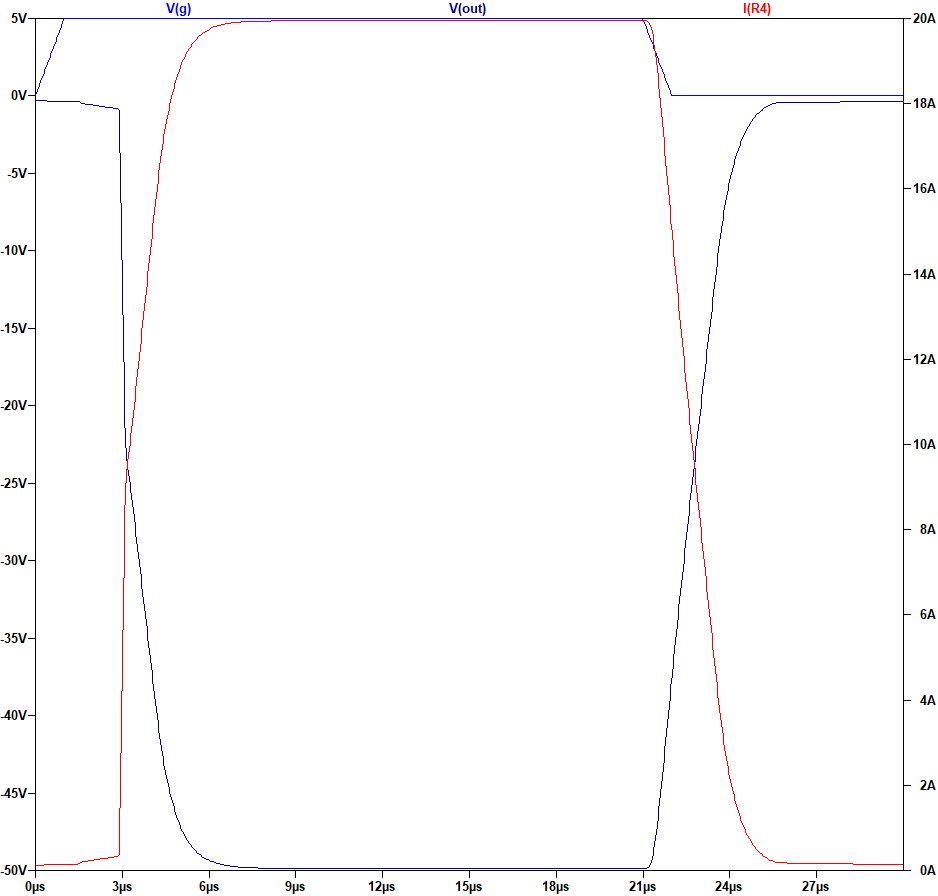 V(g) V(out) I(R4)
5V 20A
0V 18A
-5V 16A
-10V 14A
-15V 12A
-20V 10A
-25V 8A
-30V 6A
-35V 4A
-40V 2A
-45V 0A
-50V
0µs 3µs 6µs 9µs 12µs 15µs 18µs 21µs 24µs 27µs